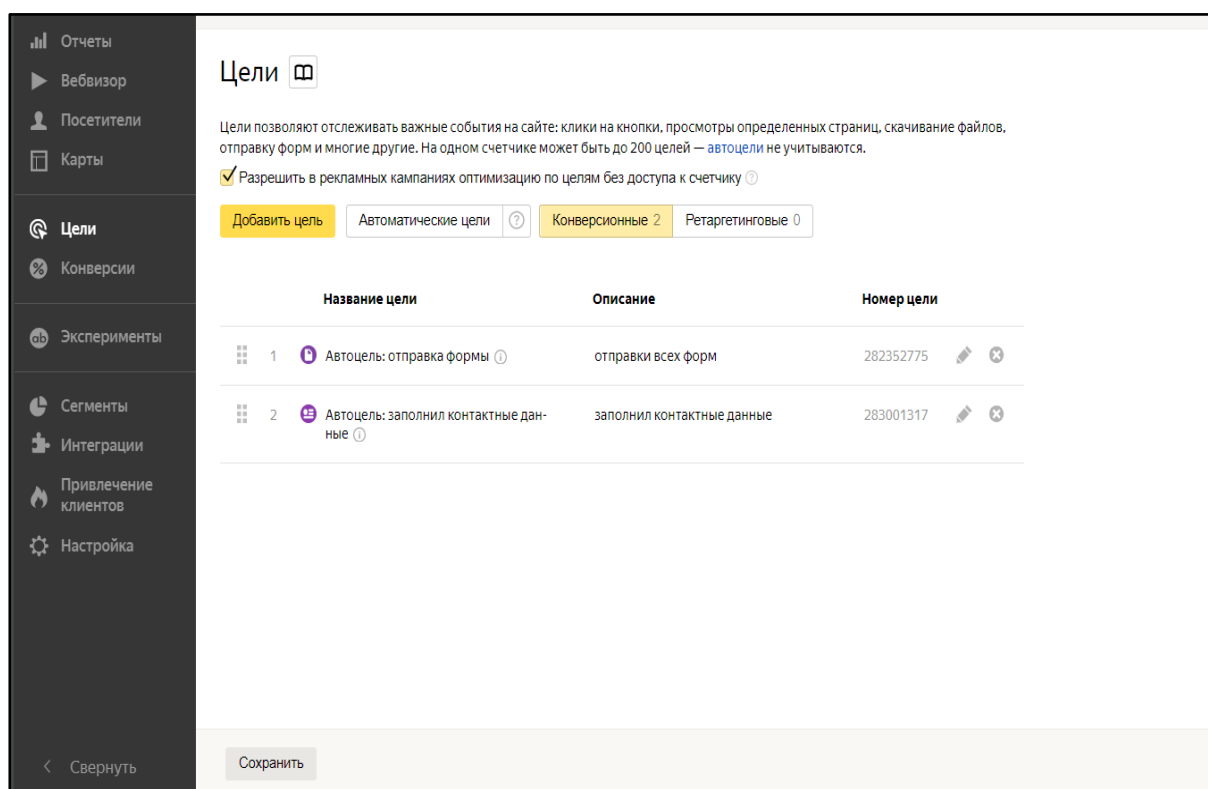 Отчеты
Вебвизор
Посетители
Карты
Цели
Конверсии
Эксперименты
Сегменты
Интеграции
Привлечение
клиентов
Настройка
Свернуть
Цели
Цели позволяют отслеживать важные события на сайте: клики на кнопки, просмотры определенных страниц, скачивание файлов,
отправку форм и многие другие. На одном счетчике может быть до 200 целей — автоцели не учитываются.
Разрешить в рекламных кампаниях оптимизацию по целям без доступа к счетчику ?
Добавить цель Автоматические цели ? Конверсионные 2 Ретаргетинговые 0
Название цели Описание Номер цели
1 Автоцель: отправка формы отправки всех форм 282352775
2 Автоцель: заполнил контактные дан- заполнил контактные данные 283001317
ные
Сохранить